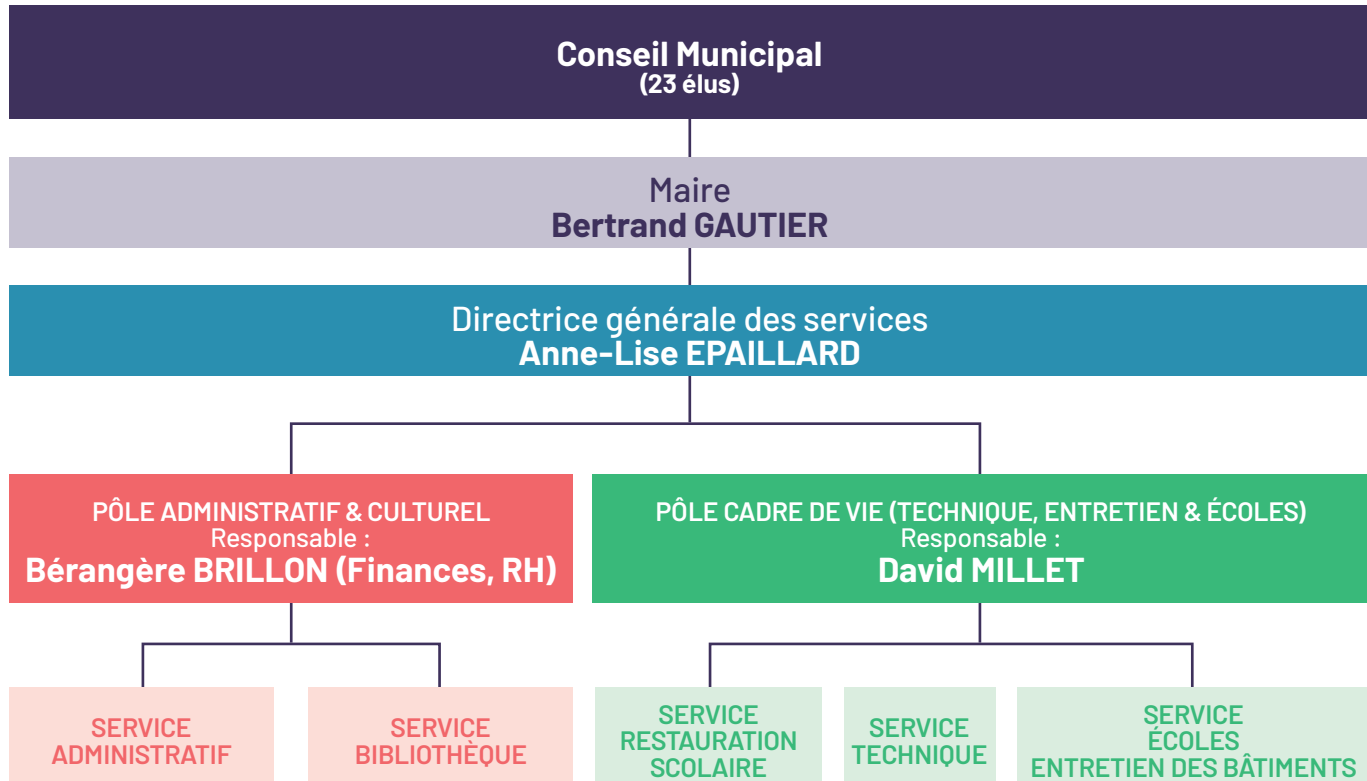 Conseil Municipal
(23 élus)
Maire
Bertrand GAUTIER
Directrice générale des services
Anne-Lise EPAILLARD
PÔLE ADMINISTRATIF & CULTUREL
Responsable :
Bérangère BRILLON (Finances, RH)
PÔLE CADRE DE VIE (TECHNIQUE, ENTRETIEN & ÉCOLES)
Responsable :
David MILLET
SERVICE
ADMINISTRATIF
SERVICE
BIBLIOTHÈQUE
SERVICE
RESTAURATION
SCOLAIRE
SERVICE
TECHNIQUE
SERVICE
ÉCOLES
ENTRETIEN DES BÂTIMENTS